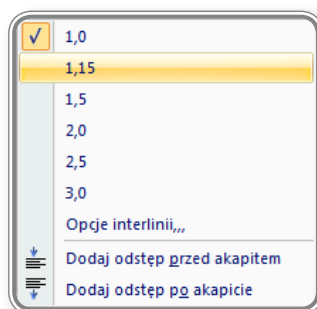 1,0
1,15
1,5
2,0
2,5
3,0
Opcje interlinii,,,
Dodaj odstęp przed akapitem
Dodaj odstęp po akapicie